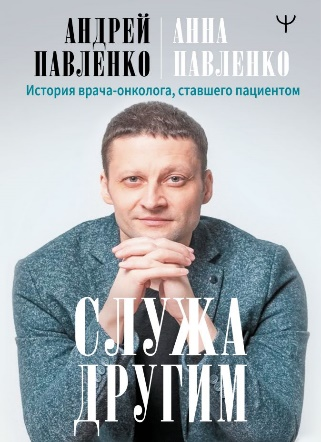 АНДРЕЙ
ПАВЛЕНКО
АННА
ПАВЛЕНКО
История врача-онколога, ставшего пациентом
СЛУЖА
ДРУГИМ